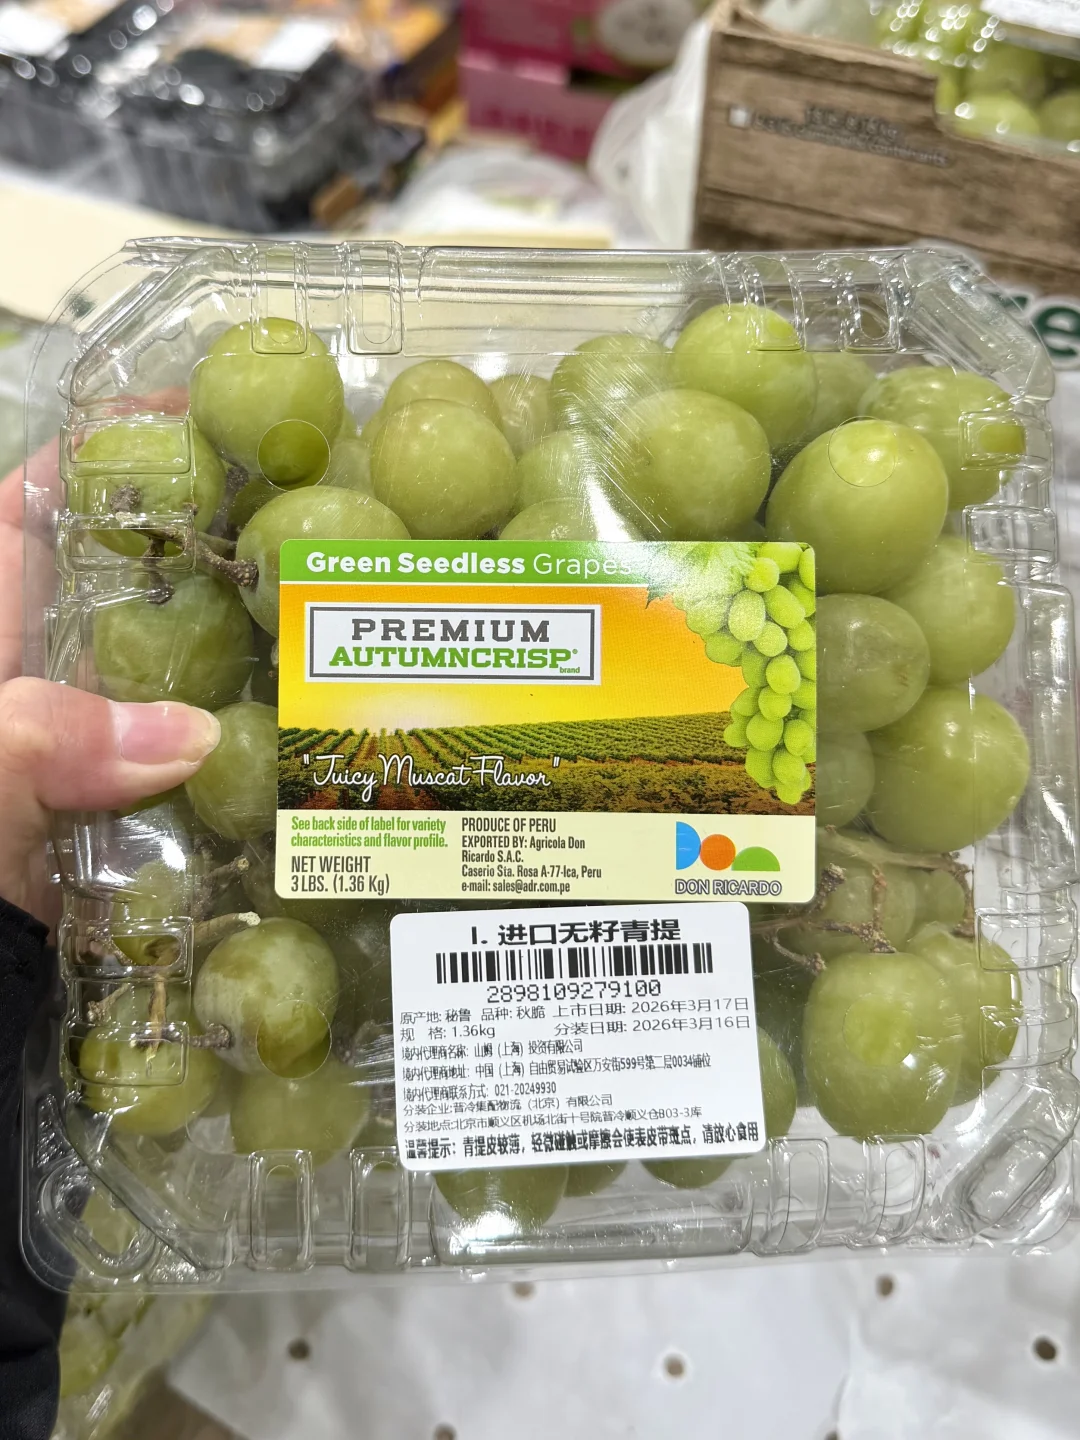 Green Seedless Grapes
PREMIUM
AUTUMNCRISP®
brand
"Juicy Muscat Flavor"
See back side of label for variety
characteristics and flavor profile.
NET WEIGHT
3 LBS. (1.36 Kg)
PRODUCE OF PERU
EXPORTED BY: Agricola Don
Ricardo S.A.C.
Caserio Sta. Rosa A-77-Ica, Peru
e-mail: sales@adr.com.pe
DON RICARDO
I. 进口无籽青提
2898109279100
原产地: 秘鲁 品种: 秋脆 上市日期: 2026年3月17日
规 格: 1.36kg 分装日期: 2026年3月16日
境内代理商名称: (上海) 投资有限公司
境内代理商地址: 中国 (上海) 自由贸易试验区万安街599号第二层0034铺位
境内代理商联系方式: 021-20249930
分装企业:普冷集配物流 (北京) 有限公司
分装地点:北京市顺义区机场北街十号院普冷顺义仓B03-3库
温馨提示: 青提皮较薄, 轻微碰触或摩擦会使表皮带斑点, 请放心食用